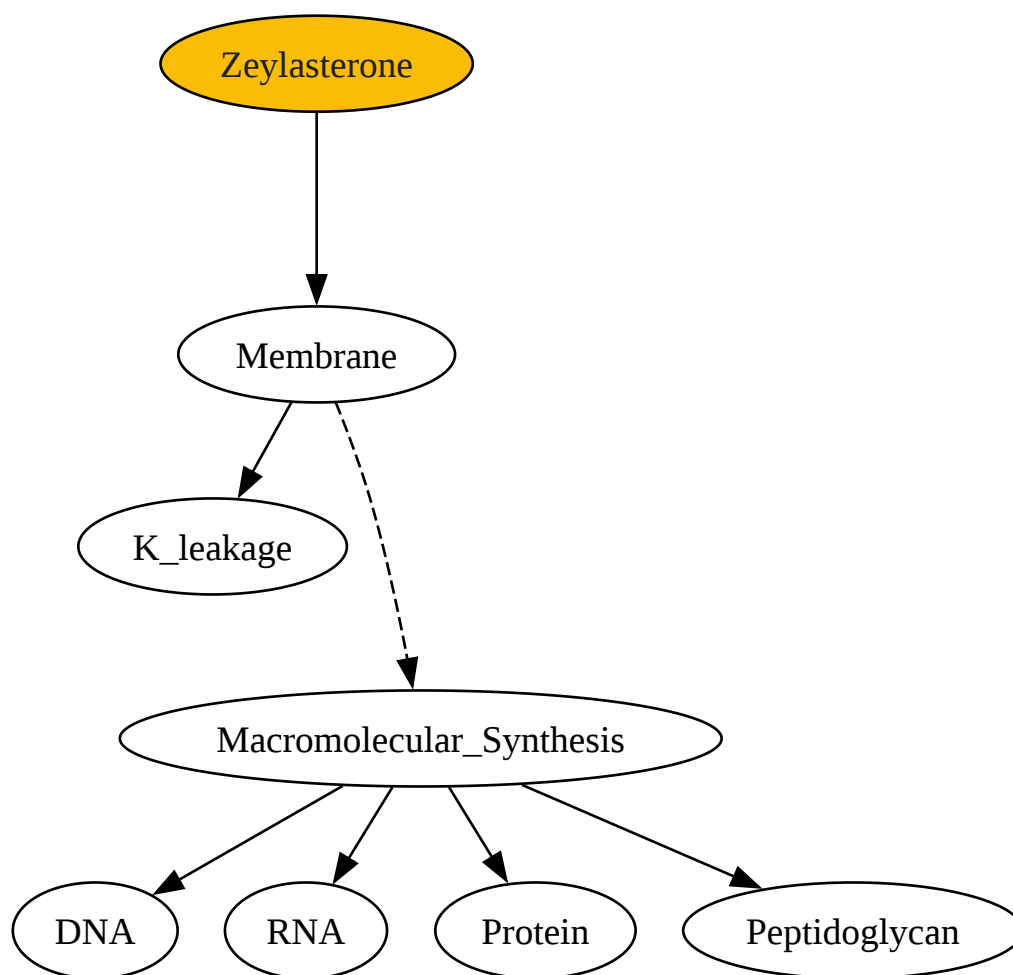 Zeylasterone
Membrane
K_leakage
Macromolecular_Synthesis
DNA
RNA
Protein
Peptidoglycan